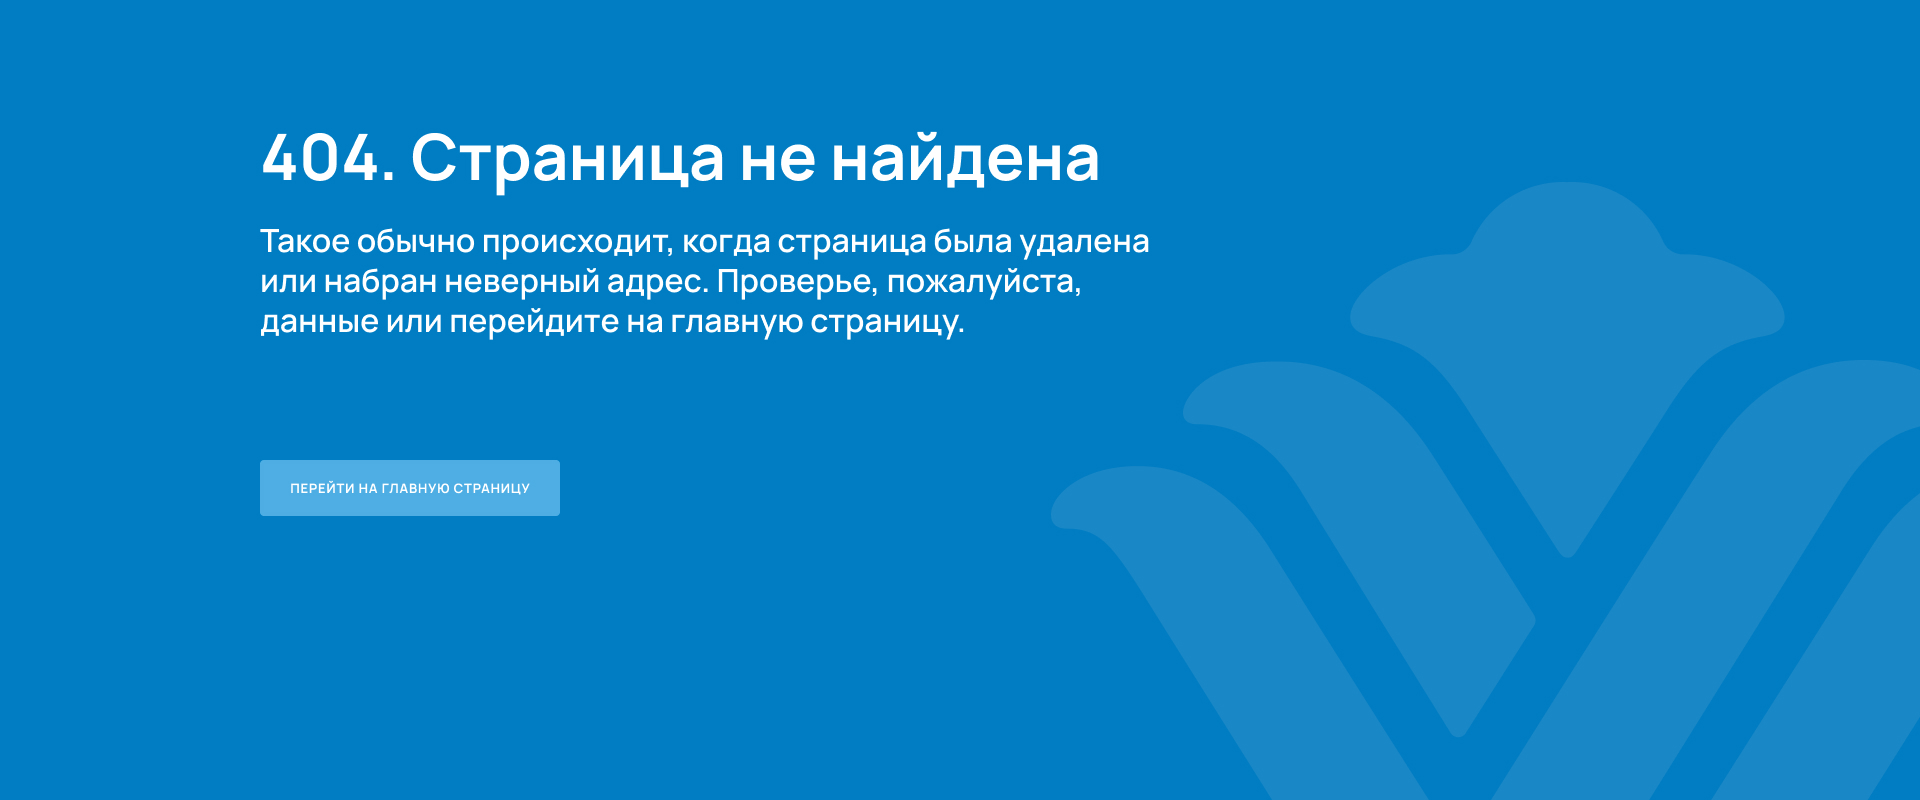 404. Страница не найдена
Такое обычно происходит, когда страница была удалена
или набран неверный адрес. Проверье, пожалуйста,
данные или перейдите на главную страницу.
ПЕРЕЙТИ НА ГЛАВНУЮ СТРАНИЦУ